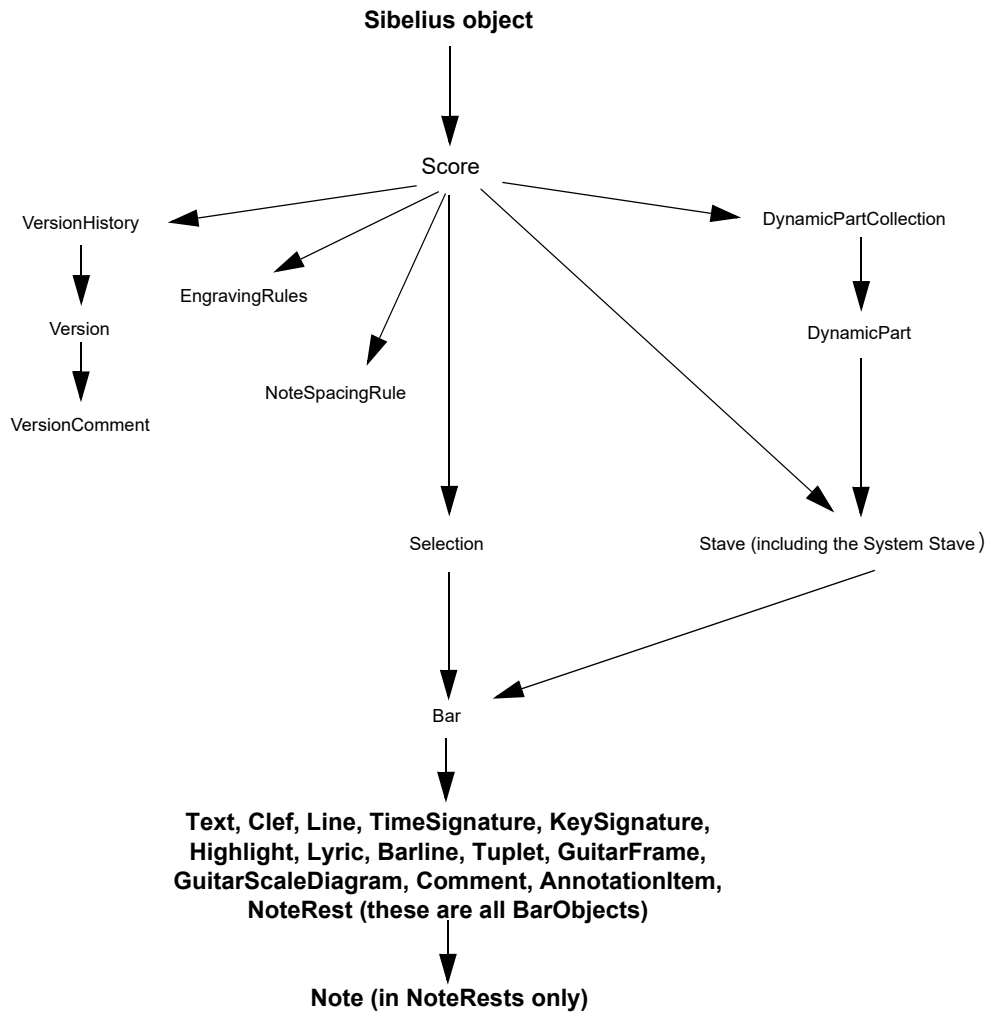 Sibelius object
Score
VersionHistory
DynamicPartCollection
EngravingRules
Version
DynamicPart
NoteSpacingRule
VersionComment
Selection
Stave (including the System Stave)
Bar
Text, Clef, Line, TimeSignature, KeySignature,
Highlight, Lyric, Barline, Tuplet, GuitarFrame,
GuitarScaleDiagram, Comment, AnnotationItem,
NoteRest (these are all BarObjects)
Note (in NoteRests only)